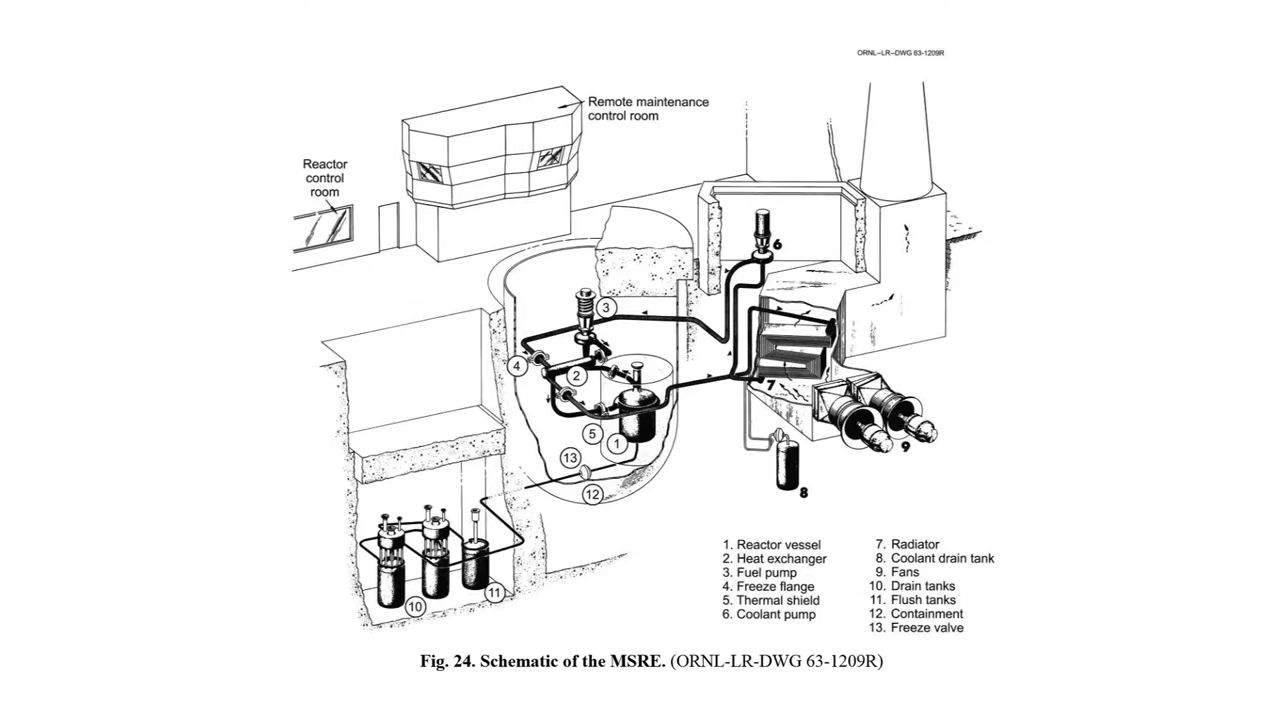 ORNL–LR–DWG 63-1209R
Remote maintenance
control room
Reactor
control
room
6
3
4
2
7
5
1
13
9
12
8
10
11
1. Reactor vessel
2. Heat exchanger
3. Fuel pump
4. Freeze flange
5. Thermal shield
6. Coolant pump
7. Radiator
8. Coolant drain tank
9. Fans
10. Drain tanks
11. Flush tanks
12. Containment
13. Freeze valve
Fig. 24. Schematic of the MSRE. (ORNL-LR-DWG 63-1209R)